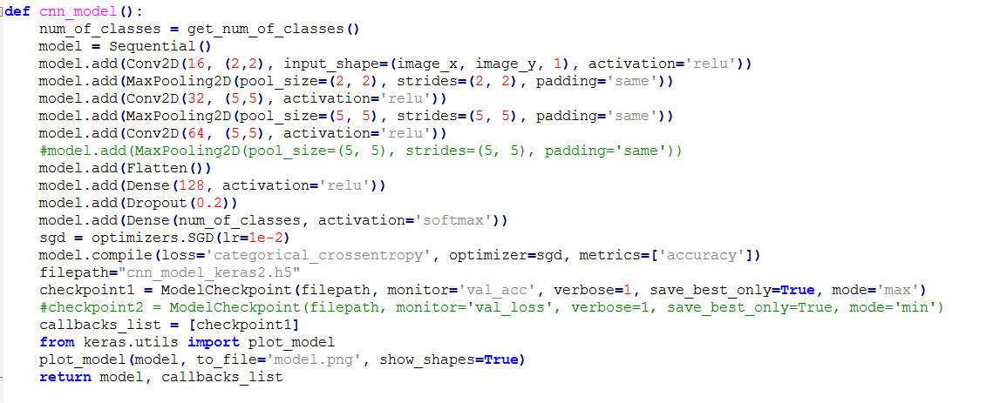 def cnn_model():
    num_of_classes = get_num_of_classes()
    model = Sequential()
    model.add(Conv2D(16, (2,2), input_shape=(image_x, image_y, 1), activation='relu'))
    model.add(MaxPooling2D(pool_size=(2, 2), strides=(2, 2), padding='same'))
    model.add(Conv2D(32, (5,5), activation='relu'))
    model.add(MaxPooling2D(pool_size=(5, 5), strides=(5, 5), padding='same'))
    model.add(Conv2D(64, (5,5), activation='relu'))
    #model.add(MaxPooling2D(pool_size=(5, 5), strides=(5, 5), padding='same'))
    model.add(Flatten())
    model.add(Dense(128, activation='relu'))
    model.add(Dropout(0.2))
    model.add(Dense(num_of_classes, activation='softmax'))
    sgd = optimizers.SGD(lr=1e-2)
    model.compile(loss='categorical_crossentropy', optimizer=sgd, metrics=['accuracy'])
    filepath="cnn_model_keras2.h5"
    checkpoint1 = ModelCheckpoint(filepath, monitor='val_acc', verbose=1, save_best_only=True, mode='max')
    #checkpoint2 = ModelCheckpoint(filepath, monitor='val_loss', verbose=1, save_best_only=True, mode='min')
    callbacks_list = [checkpoint1]
    from keras.utils import plot_model
    plot_model(model, to_file='model.png', show_shapes=True)
    return model, callbacks_list